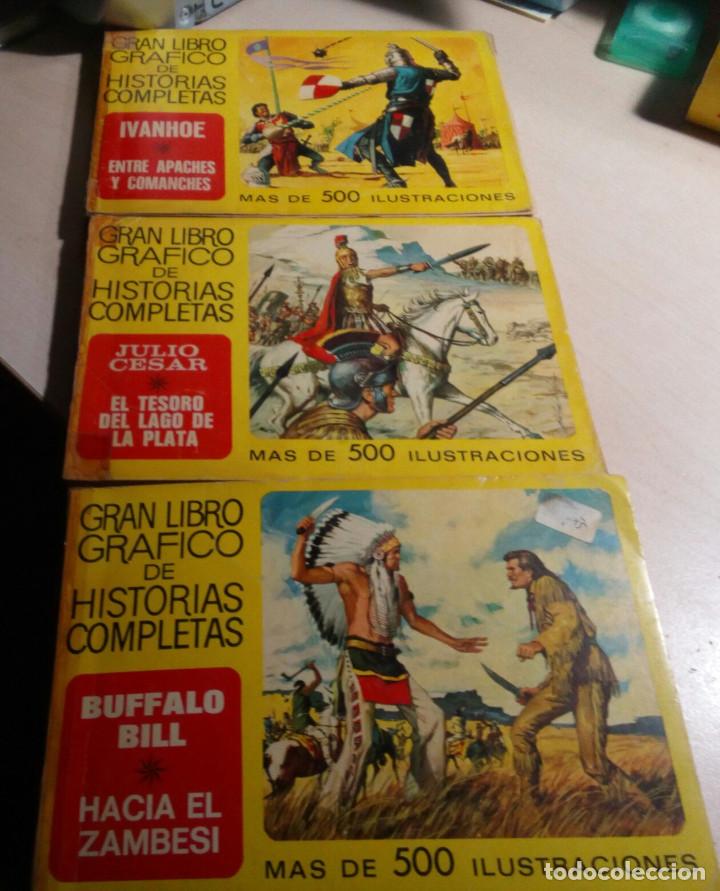 GRAN LIBRO
GRAFICO
DE
HISTORIAS
COMPLETAS
IVANHOE
ENTRE APACHES
Y COMANCHES
MAS DE 500 ILUSTRACIONES
GRAN LIBRO
GRAFICO
DE
HISTORIAS
COMPLETAS
JULIO
CESAR
EL TESORO
DEL LAGO DE
LA PLATA
MAS DE 500 ILUSTRACIONES
GRAN LIBRO
GRAFICO
DE
HISTORIAS
COMPLETAS
BUFFALO
BILL
HACIA EL
ZAMBESI
MAS DE 500 ILUSTRACIONES
todocoleccion